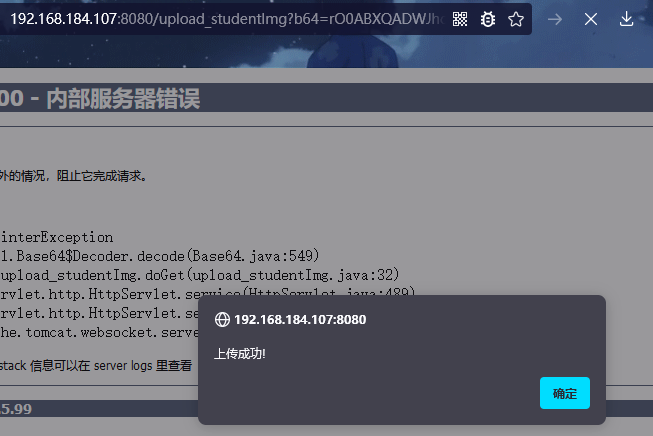 192.168.184.107:8080/upload_studentImg?b64=rO0ABXQADWJh
00 - 内部服务器错误
外的情况，阻止它完成请求。
interException
l.Base64$Decoder.decode(Base64.java:549)
upload_studentImg.doGet(upload_studentImg.java:32)
rvlet.http.HttpServlet.service(HttpServlet.java:489)
rvlet.http.HttpServlet.se
he.tomcat.websocket.serve
192.168.184.107:8080
上传成功!
stack 信息可以在 server logs 里查看
确定
5.99